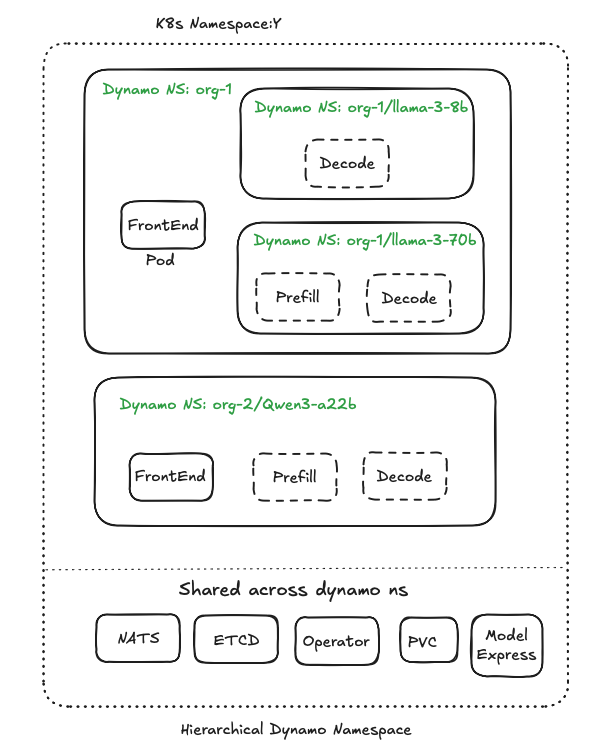 K8s Namespace:Y
Dynamo NS: org-1
Dynamo NS: org-1/llama-3-8b
Decode
FrontEnd
Pod
Dynamo NS: org-1/llama-3-70b
Prefill
Decode
Dynamo NS: org-2/Qwen3-a22b
FrontEnd
Prefill
Decode
Shared across dynamo ns
NATS
ETCD
Operator
PVC
Model
Express
Hierarchical Dynamo Namespace